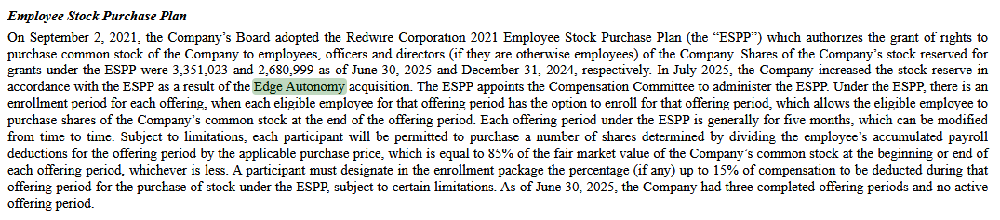 Employee Stock Purchase Plan
On September 2, 2021, the Company’s Board adopted the Redwire Corporation 2021 Employee Stock Purchase Plan (the “ESPP”) which authorizes the grant of rights to
purchase common stock of the Company to employees, officers and directors (if they are otherwise employees) of the Company. Shares of the Company’s stock reserved for
grants under the ESPP were 3,351,023 and 2,680,999 as of June 30, 2025 and December 31, 2024, respectively. In July 2025, the Company increased the stock reserve in
accordance with the ESPP as a result of the Edge Autonomy acquisition. The ESPP appoints the Compensation Committee to administer the ESPP. Under the ESPP, there is an
enrollment period for each offering, when each eligible employee for that offering period has the option to enroll for that offering period, which allows the eligible employee to
purchase shares of the Company’s common stock at the end of the offering period. Each offering period under the ESPP is generally for five months, which can be modified
from time to time. Subject to limitations, each participant will be permitted to purchase a number of shares determined by dividing the employee’s accumulated payroll
deductions for the offering period by the applicable purchase price, which is equal to 85% of the fair market value of the Company’s common stock at the beginning or end of
each offering period, whichever is less. A participant must designate in the enrollment package the percentage (if any) up to 15% of compensation to be deducted during that
offering period for the purchase of stock under the ESPP, subject to certain limitations. As of June 30, 2025, the Company had three completed offering periods and no active
offering period.